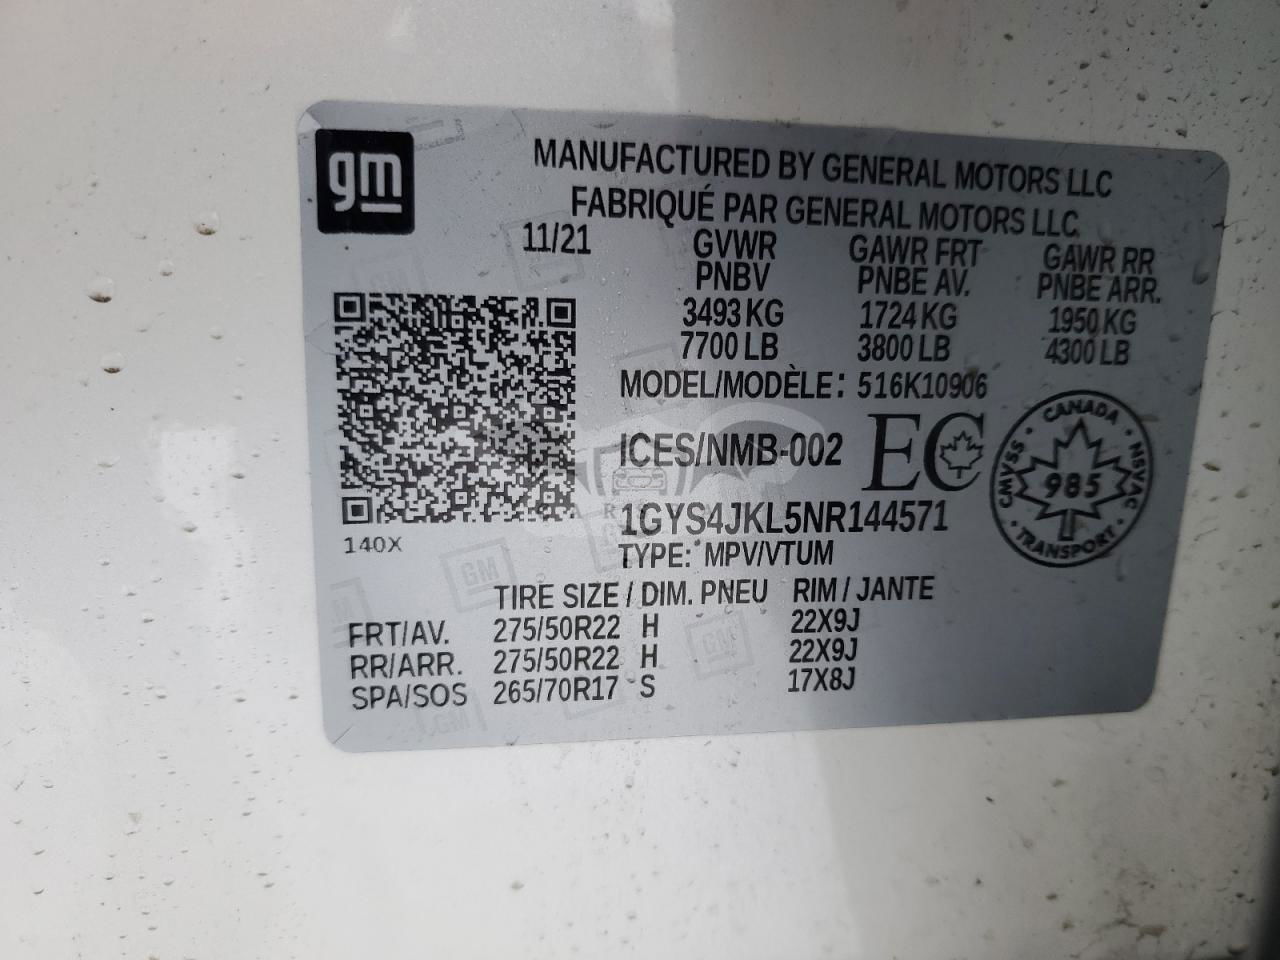 gm
MANUFACTURED BY GENERAL MOTORS LLC
FABRIQUÉ PAR GENERAL MOTORS LLC
11/21 GVWR GAWR FRT GAWR RR
PNBV PNBE AV. PNBE ARR.
3493 KG 1724 KG 1950 KG
7700 LB 3800 LB 4300 LB
MODEL/MODÈLE: 516K10906
ICES/NMB-002 EC
CANADA
CMVSS • NSVAC
985
TRANSPORT
1GYS4JKL5NR144571
140X
TYPE: MPV/VTUM
TIRE SIZE / DIM. PNEU RIM / JANTE
FRT/AV. 275/50R22 H 22X9J
RR/ARR. 275/50R22 H 22X9J
SPA/SOS 265/70R17 S 17X8J
GM
GM
GM